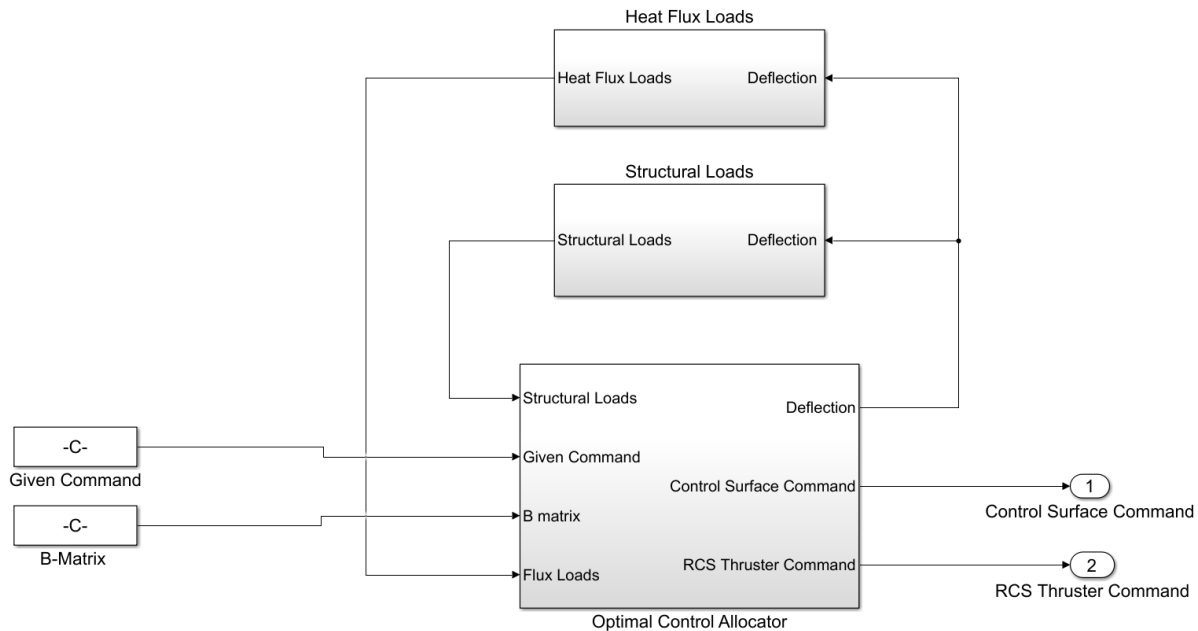 Heat Flux Loads
Heat Flux Loads
Deflection
Structural Loads
Structural Loads
Deflection
Structural Loads
Deflection
-C-
Given Command
Given Command
Control Surface Command
1
Control Surface Command
-C-
B-Matrix
B matrix
Flux Loads
RCS Thruster Command
2
RCS Thruster Command
Optimal Control Allocator